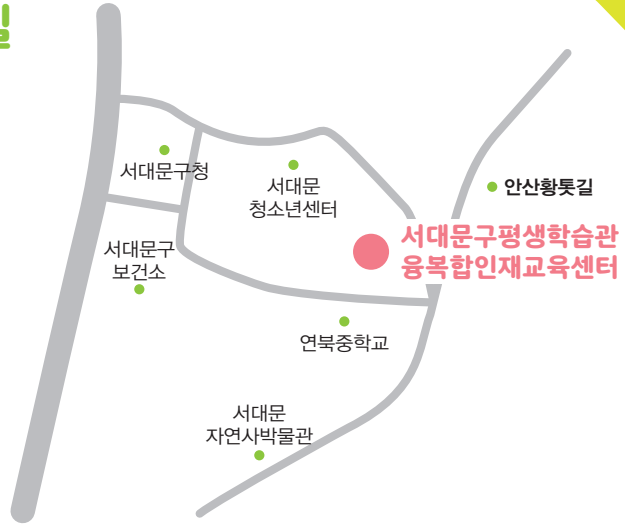 길
서대문구청
서대문
청소년센터
안산황톳길
서대문구평생학습관
융복합인재교육센터
서대문구
보건소
연북중학교
서대문
자연사박물관